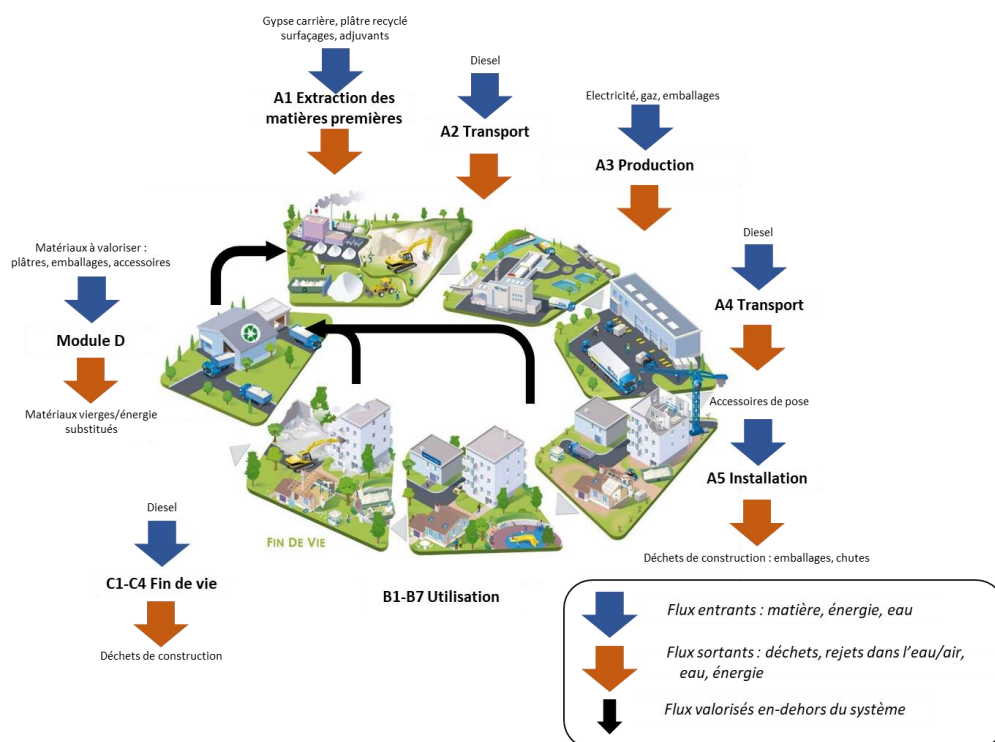 Gypse carrière, plâtre recyclé
surfaçages, adjuvants
A1 Extraction des
matières premières
Diesel
A2 Transport
Electricité, gaz, emballages
A3 Production
Diesel
A4 Transport
Accessoires de pose
A5 Installation
Déchets de construction : emballages, chutes
Matériaux à valoriser :
plâtres, emballages, accessoires
Module D
Matériaux vierges/énergie
substitués
FIN DE VIE
Diesel
C1-C4 Fin de vie
Déchets de construction
B1-B7 Utilisation
Flux entrants : matière, énergie, eau
Flux sortants : déchets, rejets dans l’eau/air,
eau, énergie
Flux valorisés en-dehors du système